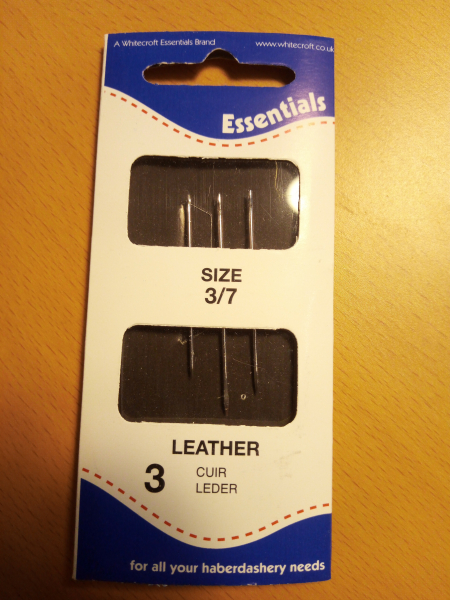 A Whitecroft Essentials Brand
www.whitecroft.co.uk
Essentials
SIZE
3/7
LEATHER
3
CUIR
LEDER
for all your haberdashery needs